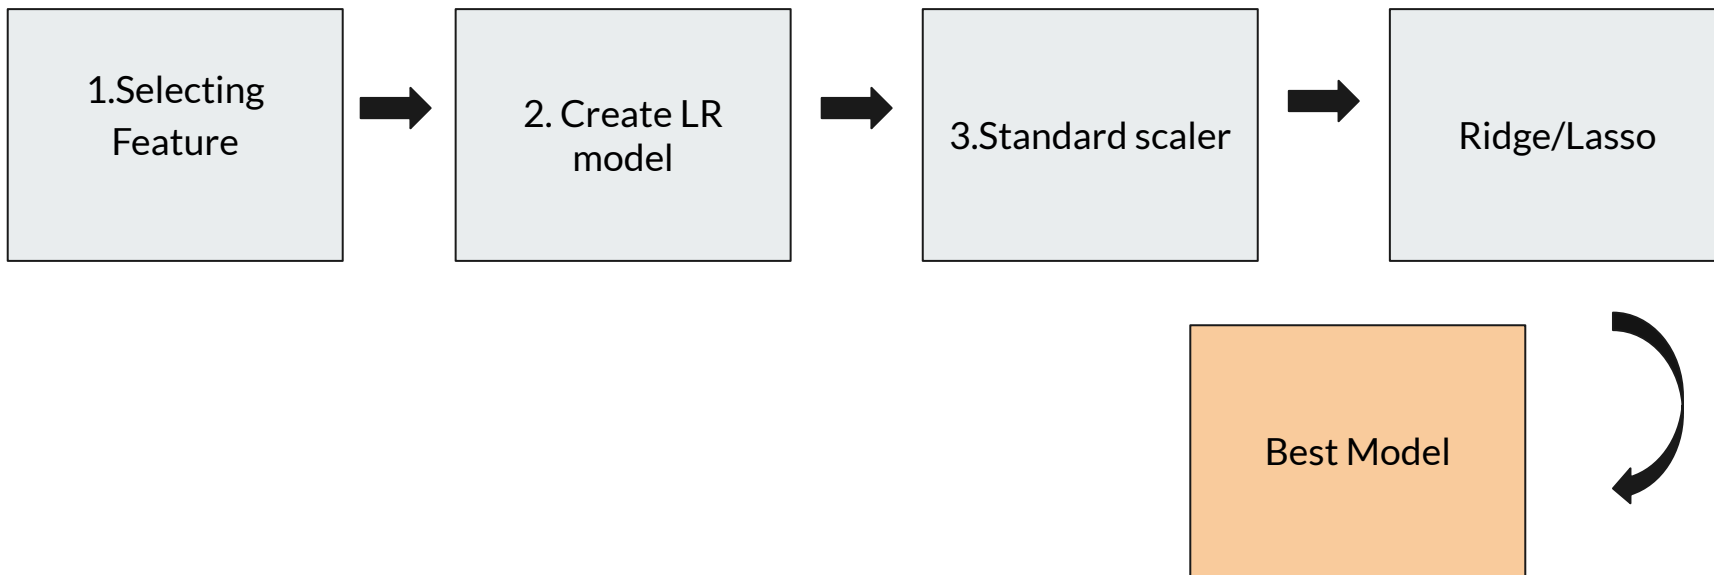 1.Selecting
Feature
2. Create LR
model
3.Standard scaler
Ridge/Lasso
Best Model